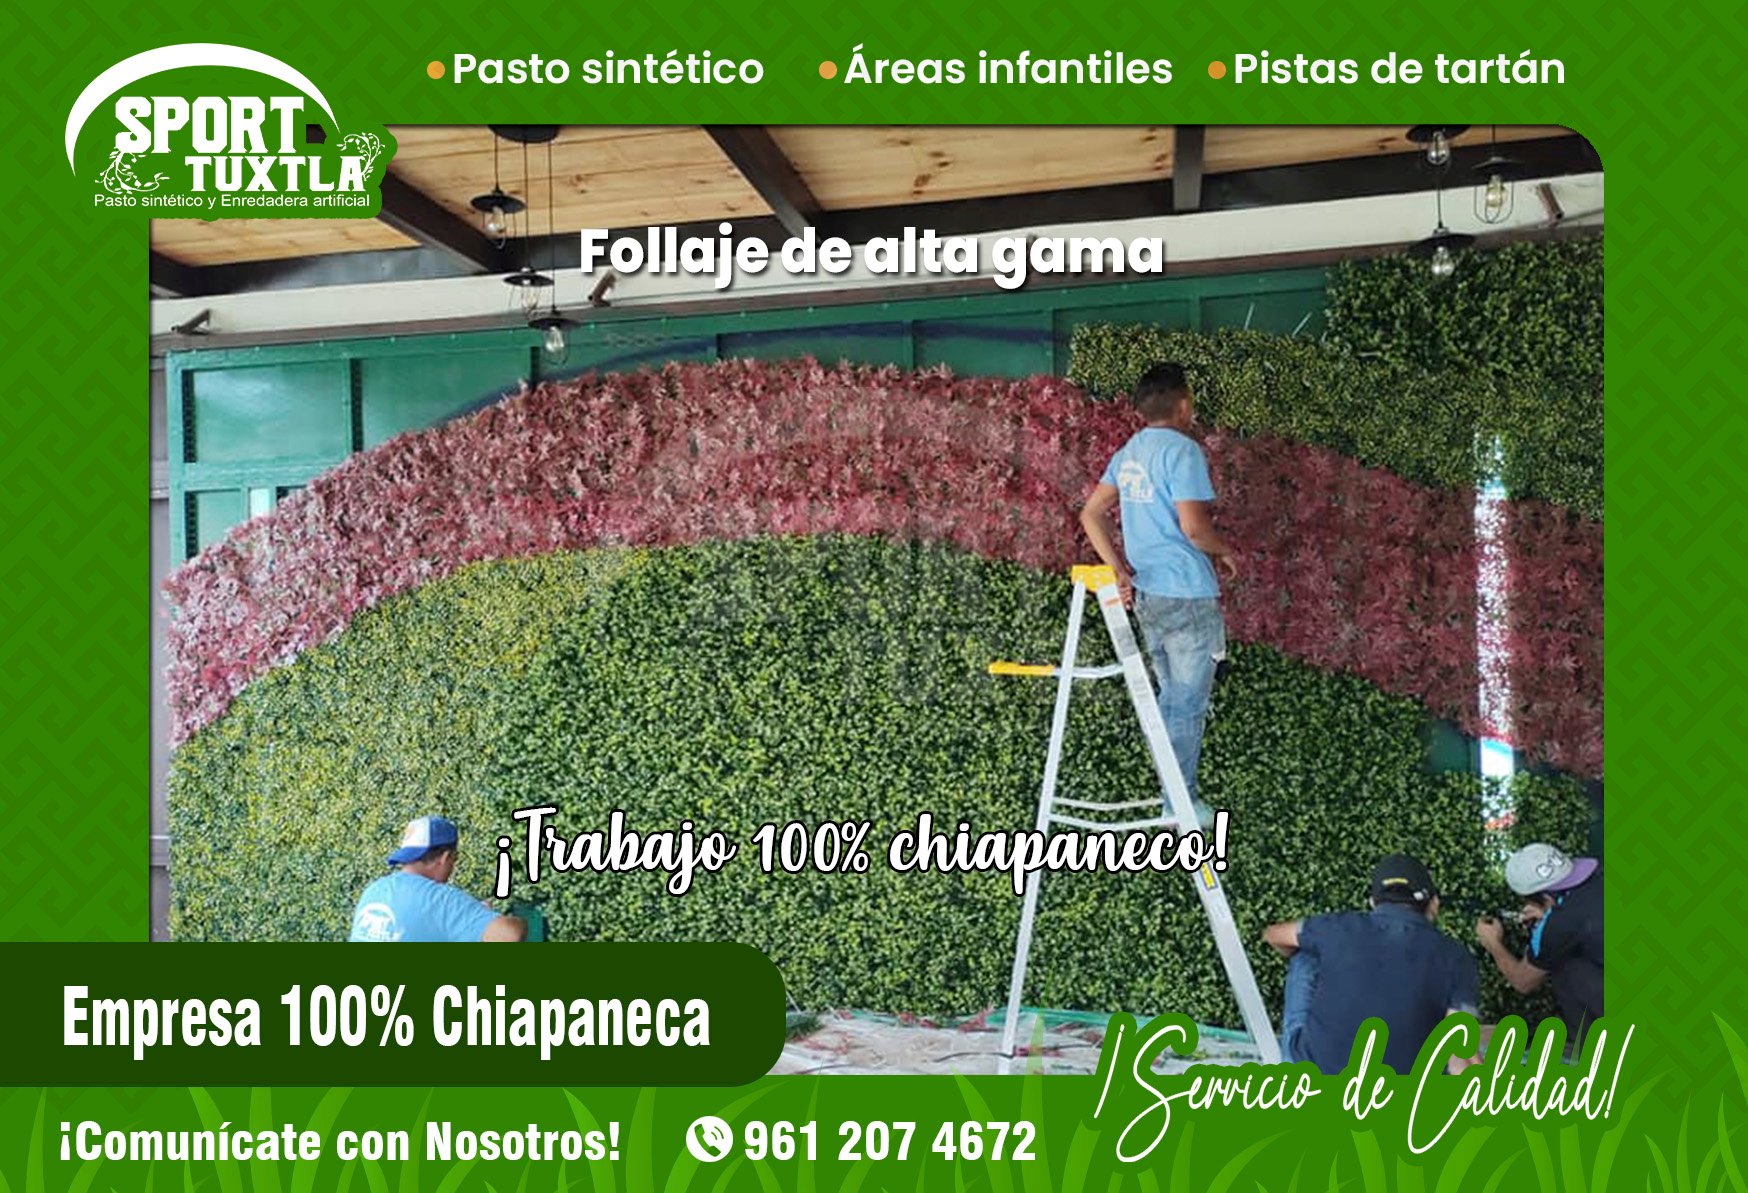 SPORT
TUXTLA
Pasto sintético y Enredadera artificial
Pasto sintético
Áreas infantiles
Pistas de tartán
Follaje de alta gama
¡Trabajo 100% chiapaneco!
Empresa 100% Chiapaneca
¡Servicio de Calidad!
¡Comunícate con Nosotros!
961 207 4672